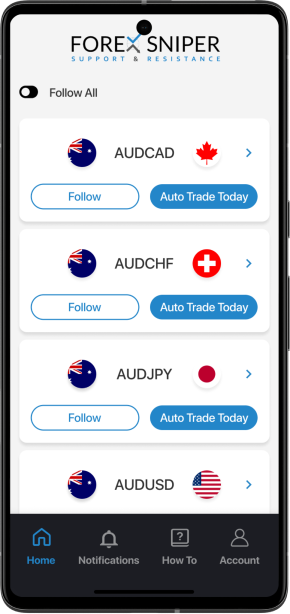 FOREX SNIPER
SUPPORT & RESISTANCE
Follow All
AUDCAD
Follow
Auto Trade Today
AUDCHF
Follow
Auto Trade Today
AUDJPY
Follow
Auto Trade Today
AUDUSD
Home
Notifications
How To
Account